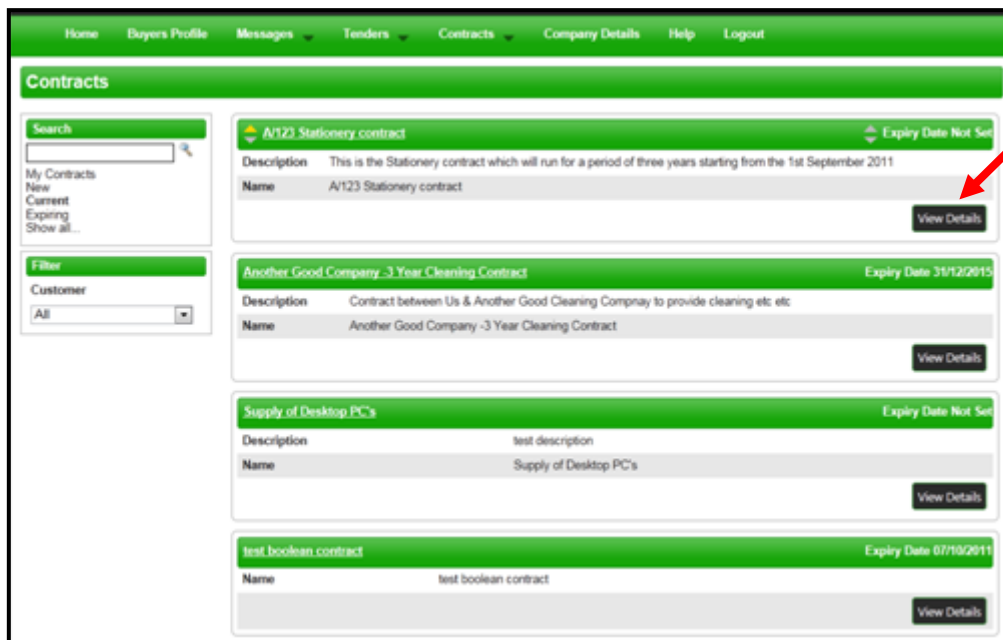 Home Buyers Profile Messages Tenders Contracts Company Details Help Logout
Contracts
Search
My Contracts
New
Current
Expiring
Show all...
Filter
Customer
All
A/123 Stationery contract Expiry Date Not Set
Description This is the Stationery contract which will run for a period of three years starting from the 1st September 2011
Name A/123 Stationery contract
View Details
Another Good Company -3 Year Cleaning Contract Expiry Date 31/12/2015
Description Contract between Us & Another Good Cleaning Compnay to provide cleaning etc etc
Name Another Good Company -3 Year Cleaning Contract
View Details
Supply of Desktop PC's Expiry Date Not Set
Description test description
Name Supply of Desktop PC's
View Details
test boolean contract Expiry Date 07/10/2011
Name test boolean contract
View Details